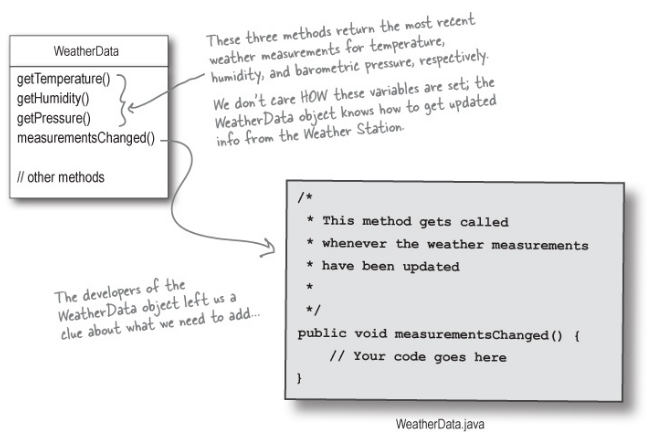 WeatherData
getTemperature()
getHumidity()
getPressure()
measurementsChanged()
// other methods
These three methods return the most recent
weather measurements for temperature,
humidity, and barometric pressure, respectively.
We don't care HOW these variables are set; the
WeatherData object knows how to get updated
info from the Weather Station.
The developers of the
WeatherData object left us a
clue about what we need to add...
/*
* This method gets called
* whenever the weather measurements
* have been updated
*
*/
public void measurementsChanged() {
// Your code goes here
}
WeatherData.java